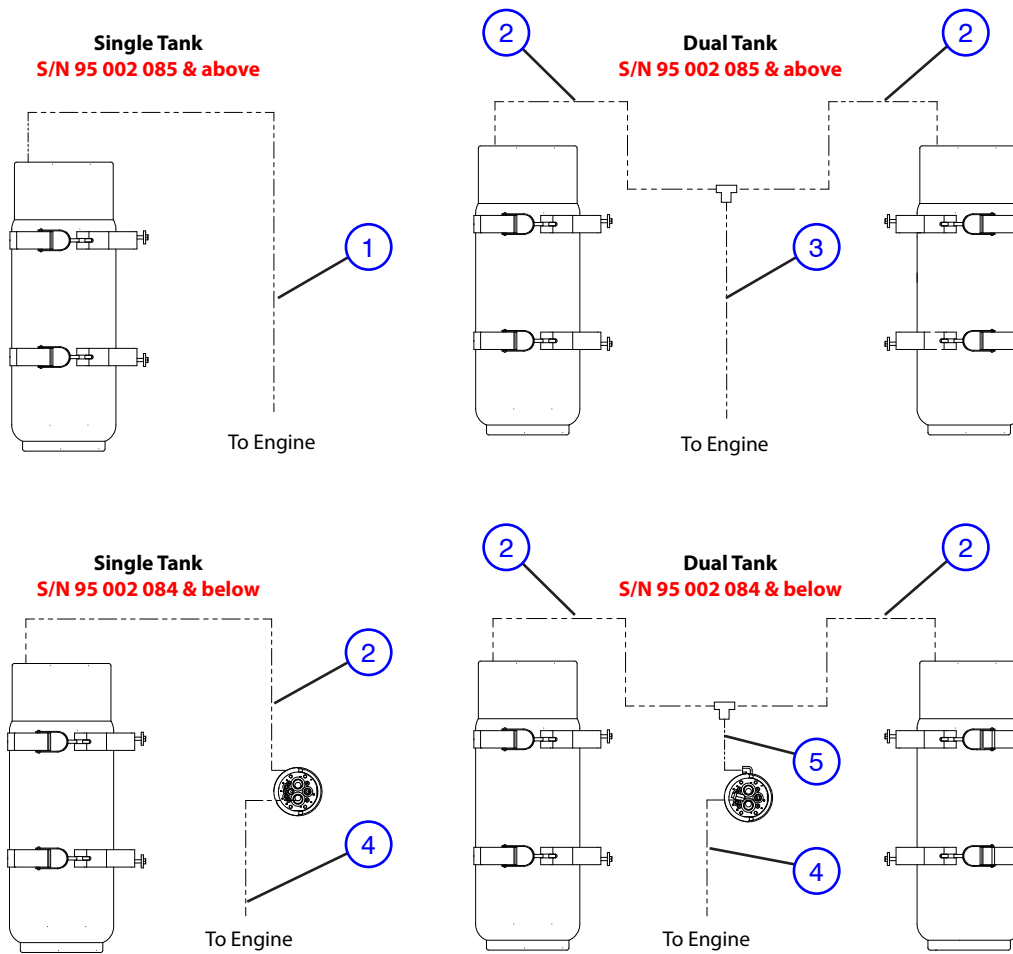 Single Tank
S/N 95 002 085 & above
1
To Engine
2
Dual Tank
S/N 95 002 085 & above
2
3
To Engine
Single Tank
S/N 95 002 084 & below
2
4
To Engine
2
Dual Tank
S/N 95 002 084 & below
2
5
4
To Engine